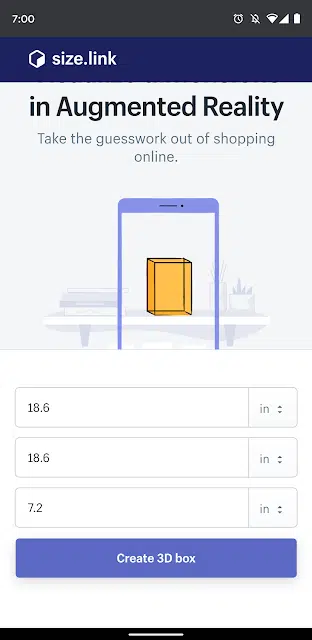 7:00
size.link
in Augmented Reality
Take the guesswork out of shopping
online.
18.6 in
18.6 in
7.2 in
Create 3D box